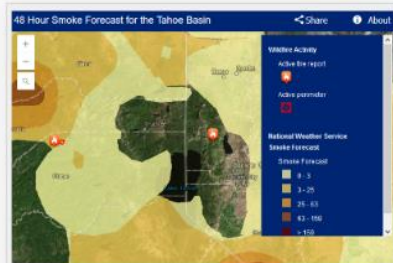 48 Hour Smoke Forecast for the Tahoe Basin
Share
About
Wildfire Activity
Active fire report
Active perimeter
National Weather Service
Smoke Forecast
Smoke Forecast
0 - 3
3 - 25
25 - 63
63 - 158
> 158